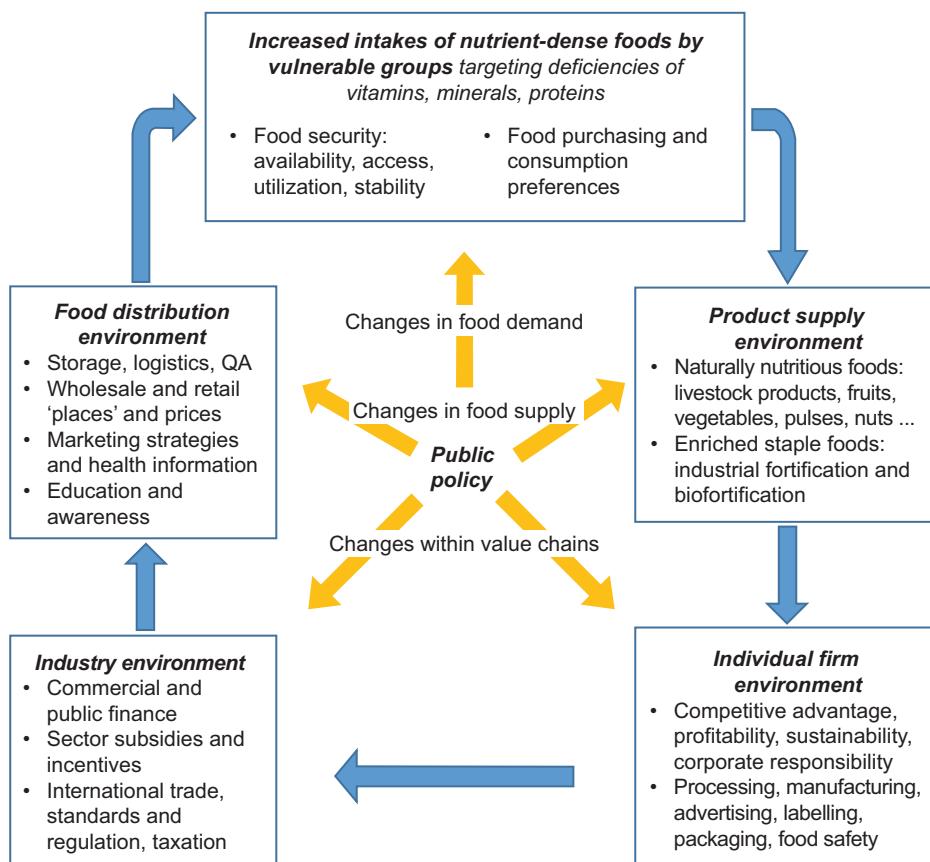 Increased intakes of nutrient-dense foods by
vulnerable groups targeting deficiencies of
vitamins, minerals, proteins
• Food security:
availability, access,
utilization, stability
• Food purchasing and
consumption
preferences
Food distribution
environment
• Storage, logistics, QA
• Wholesale and retail
‘places’ and prices
• Marketing strategies
and health information
• Education and
awareness
Changes in food demand
Changes in food supply
Public
policy
Changes within value chains
Product supply
environment
• Naturally nutritious foods:
livestock products, fruits,
vegetables, pulses, nuts ...
• Enriched staple foods:
industrial fortification and
biofortification
Industry environment
• Commercial and
public finance
• Sector subsidies and
incentives
• International trade,
standards and
regulation, taxation
Individual firm
environment
• Competitive advantage,
profitability, sustainability,
corporate responsibility
• Processing, manufacturing,
advertising, labelling,
packaging, food safety